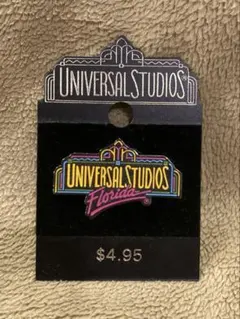 UNIVERSAL STUDIOS®
UNIVERSAL STUDIOS
Florida®
$4.95